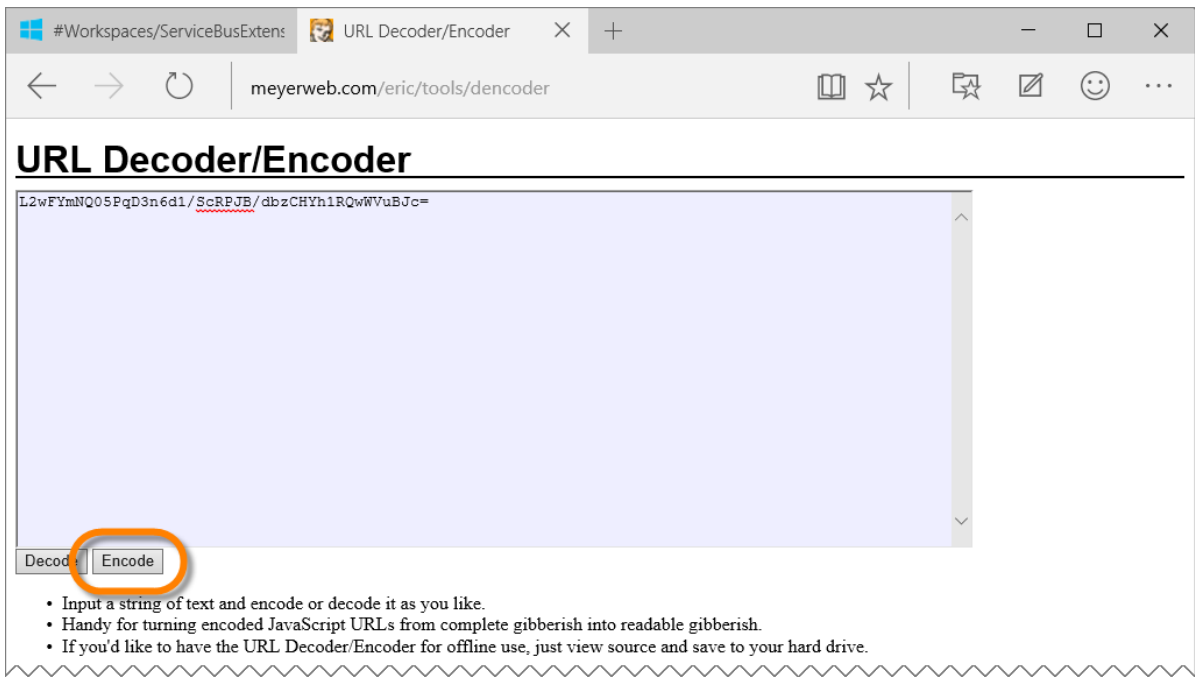 #Workspaces/ServiceBusExtens
URL Decoder/Encoder
meyerweb.com/eric/tools/dencoder
URL Decoder/Encoder
L2wFYmNQ05PqD3n6d1/ScRPJB/dbzCHYh1RQwWVuBJc=
Decode Encode
• Input a string of text and encode or decode it as you like.
• Handy for turning encoded JavaScript URLs from complete gibberish into readable gibberish.
• If you'd like to have the URL Decoder/Encoder for offline use, just view source and save to your hard drive.